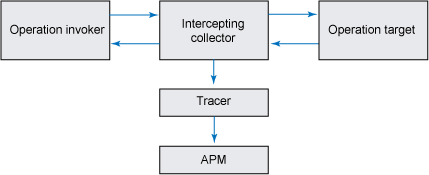 Operation invoker
Intercepting
collector
Operation target
Tracer
APM